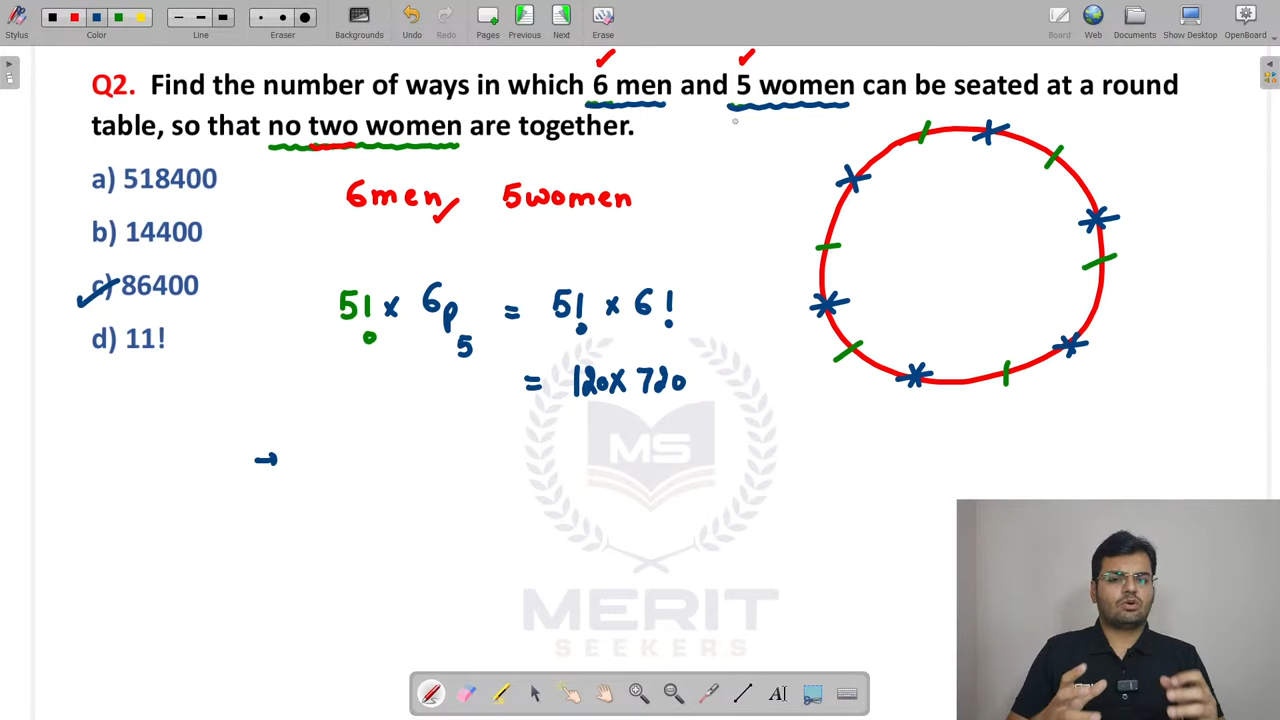 Stylus
Color
Line
Eraser
Backgrounds
Undo
Redo
Pages
Previous
Next
Erase
Board
Web
Documents
Show Desktop
OpenBoard
Q2. Find the number of ways in which 6 men and 5 women can be seated at a round
table, so that no two women are together.
a) 518400
b) 14400
c) 86400
d) 11!
6men 5women
5! × 6p5 = 5! × 6!
= 120 × 720
MS
MERIT
SEEKERS
AI